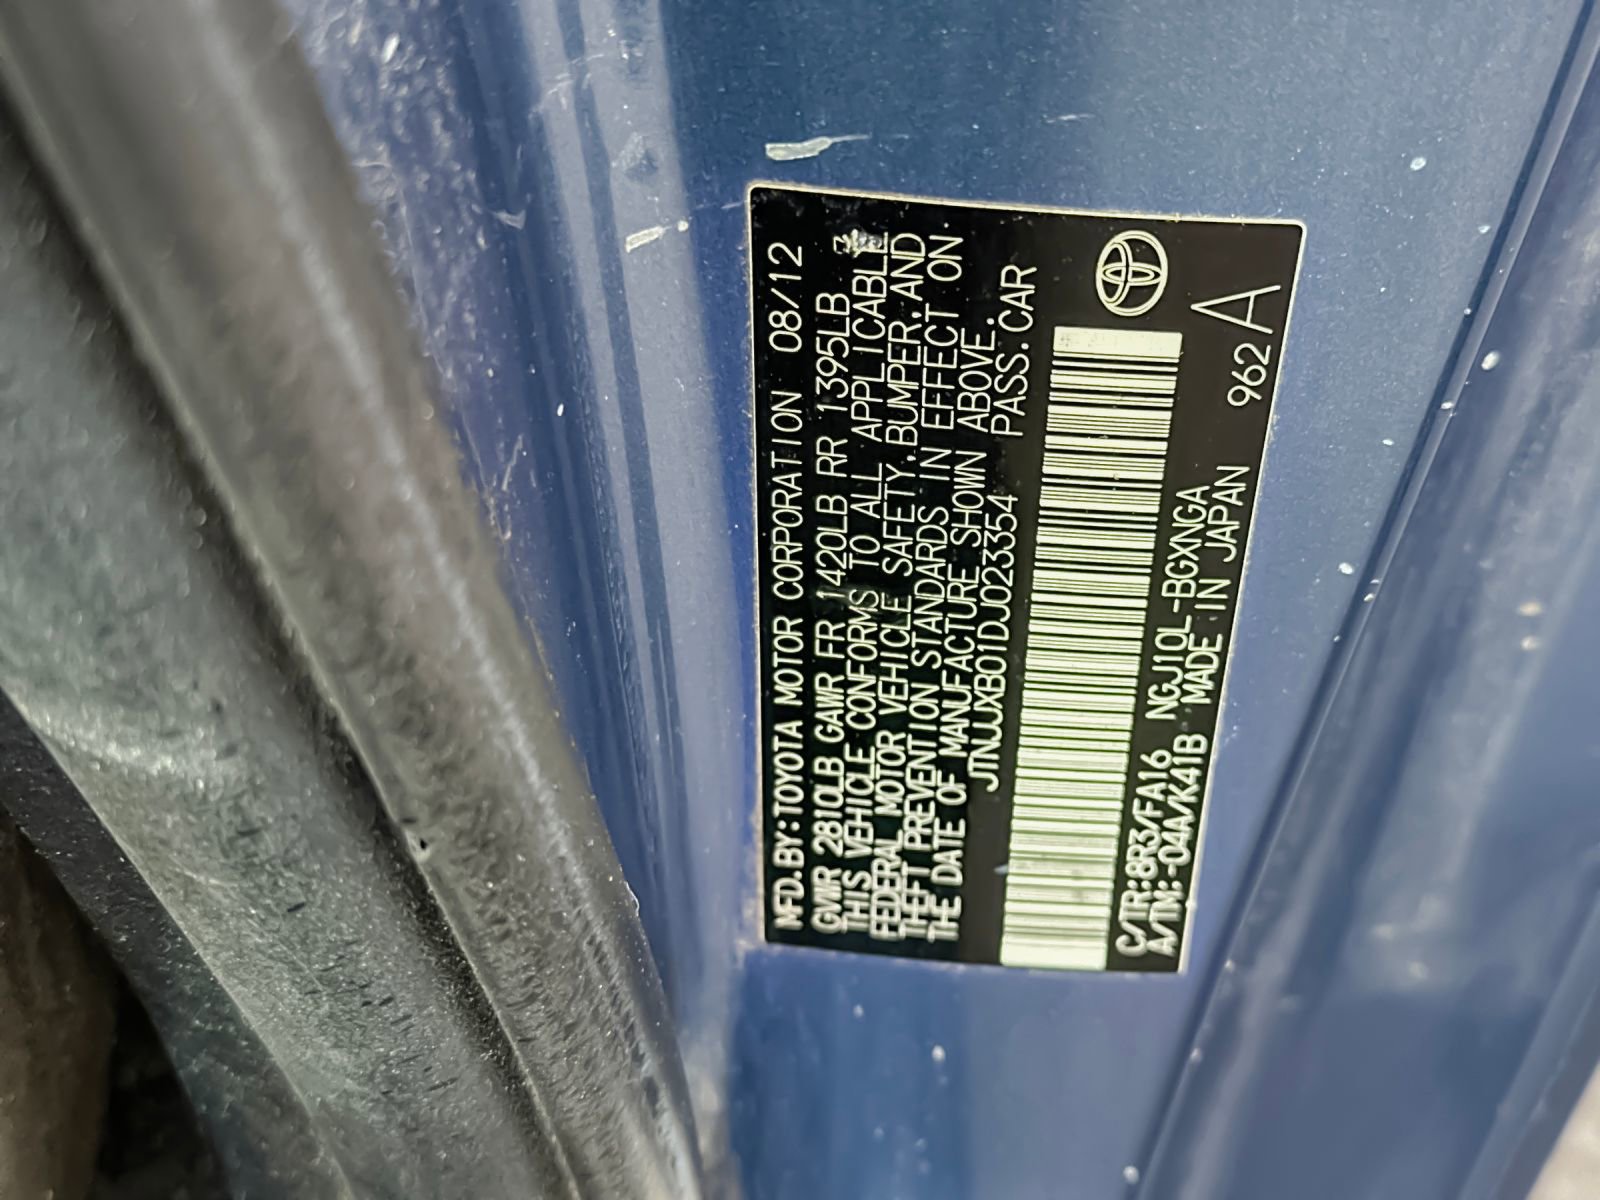 MFD.BY:TOYOTA MOTOR CORPORATION 08/12
GVWR 2810LB GAWR FR 1420LB RR 1395LB
THIS VEHICLE CONFORMS TO ALL APPLICABLE
FEDERAL MOTOR VEHICLE SAFETY,BUMPER,AND
THEFT PREVENTION STANDARDS IN EFFECT ON
THE DATE OF MANUFACTURE SHOWN ABOVE.
JTNJJXB01DJ023354 PASS.CAR
C/TR:8R3/FA16 NGJ10L-BGXNGA
A/TM:-04A/K41B MADE IN JAPAN 962 A